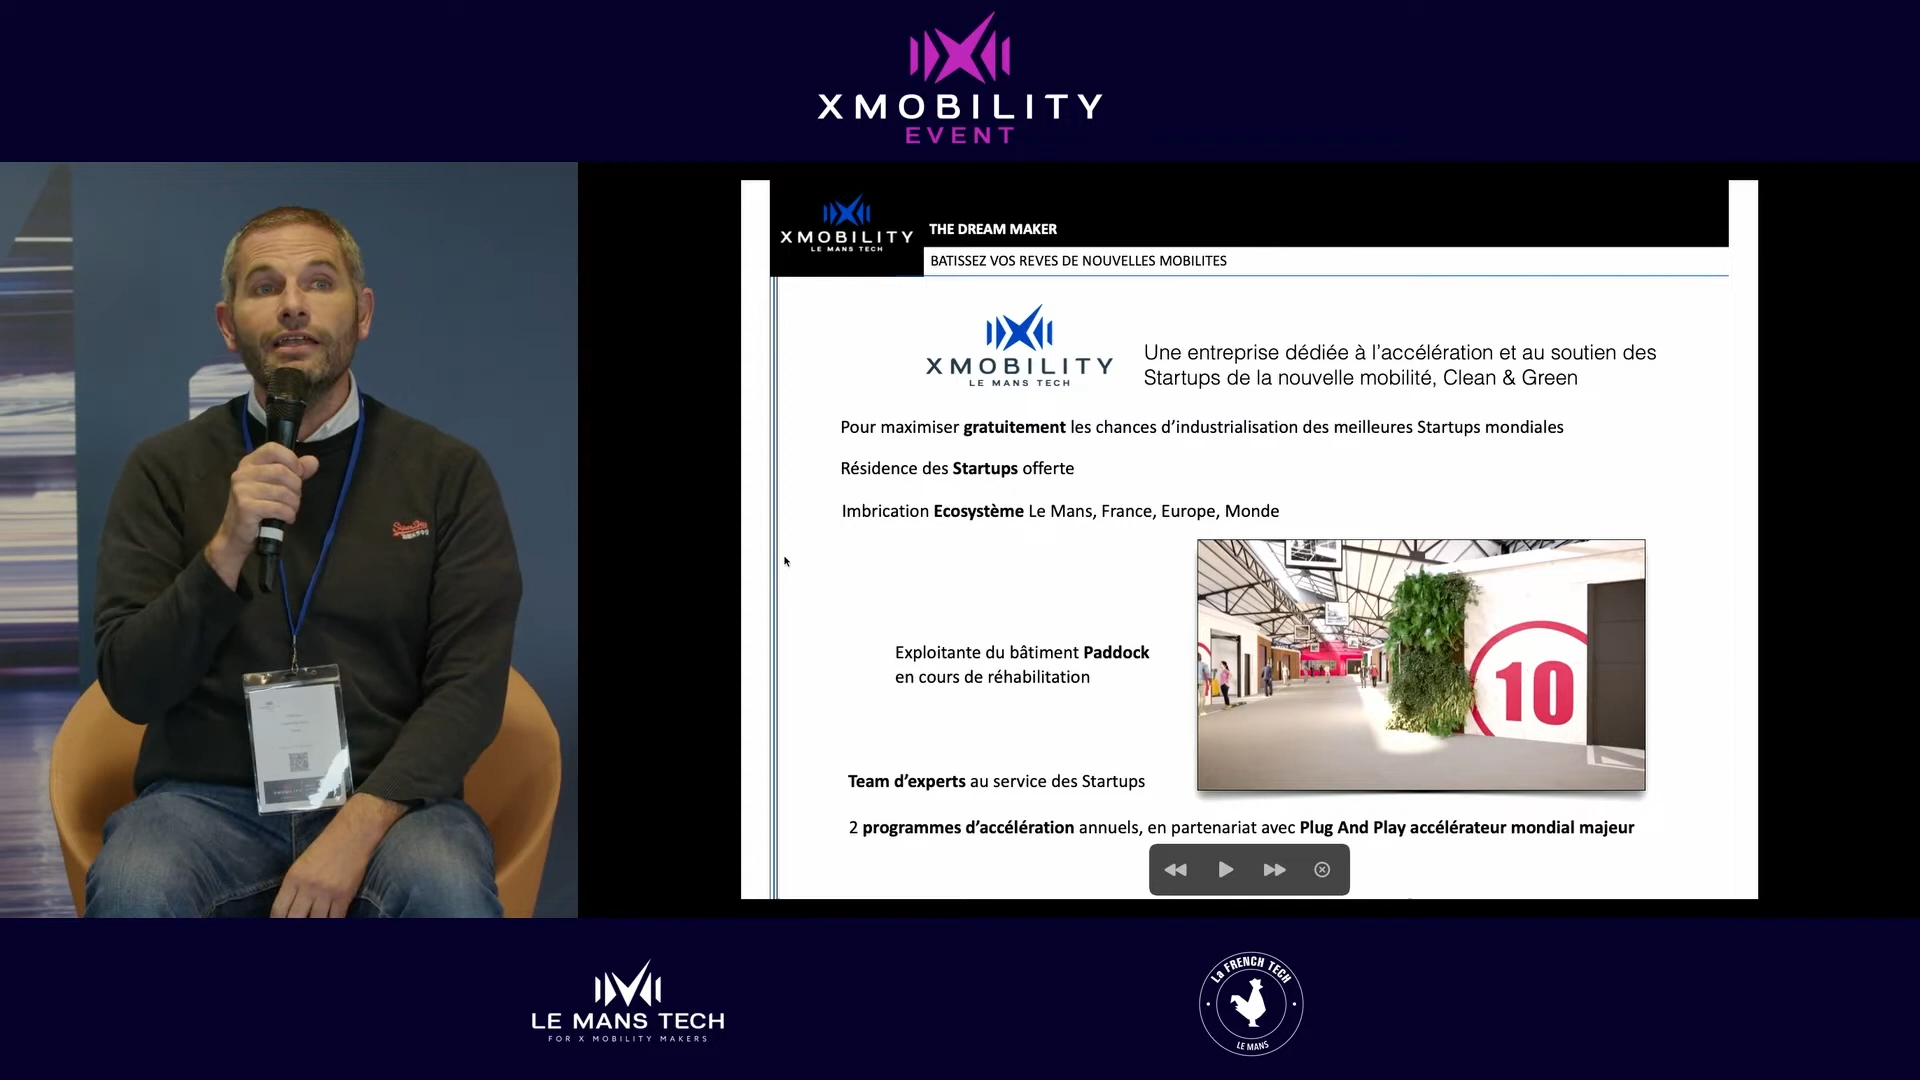 XMOBILITY
EVENT
XMOBILITY
LE MANS TECH
THE DREAM MAKER
BATISSEZ VOS REVES DE NOUVELLES MOBILITES
XMOBILITY
LE MANS TECH
Une entreprise dédiée à l’accélération et au soutien des
Startups de la nouvelle mobilité, Clean & Green
Pour maximiser gratuitement les chances d’industrialisation des meilleures Startups mondiales
Résidence des Startups offerte
Imbrication Ecosystème Le Mans, France, Europe, Monde
Exploitante du bâtiment Paddock
en cours de réhabilitation
10
Team d’experts au service des Startups
2 programmes d’accélération annuels, en partenariat avec Plug And Play accélérateur mondial majeur
LE MANS TECH
FOR X MOBILITY MAKERS
La FRENCH TECH
LE MANS